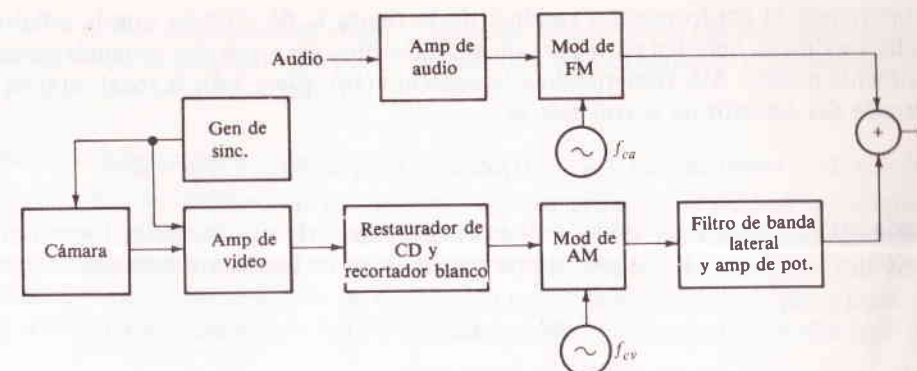 Audio
Amp de
audio
Mod de
FM
Gen de
sinc.
f_ca
+
Cámara
Amp de
video
Restaurador de
CD y
recortador blanco
Mod de
AM
Filtro de banda
lateral
y amp de pot.
f_cv